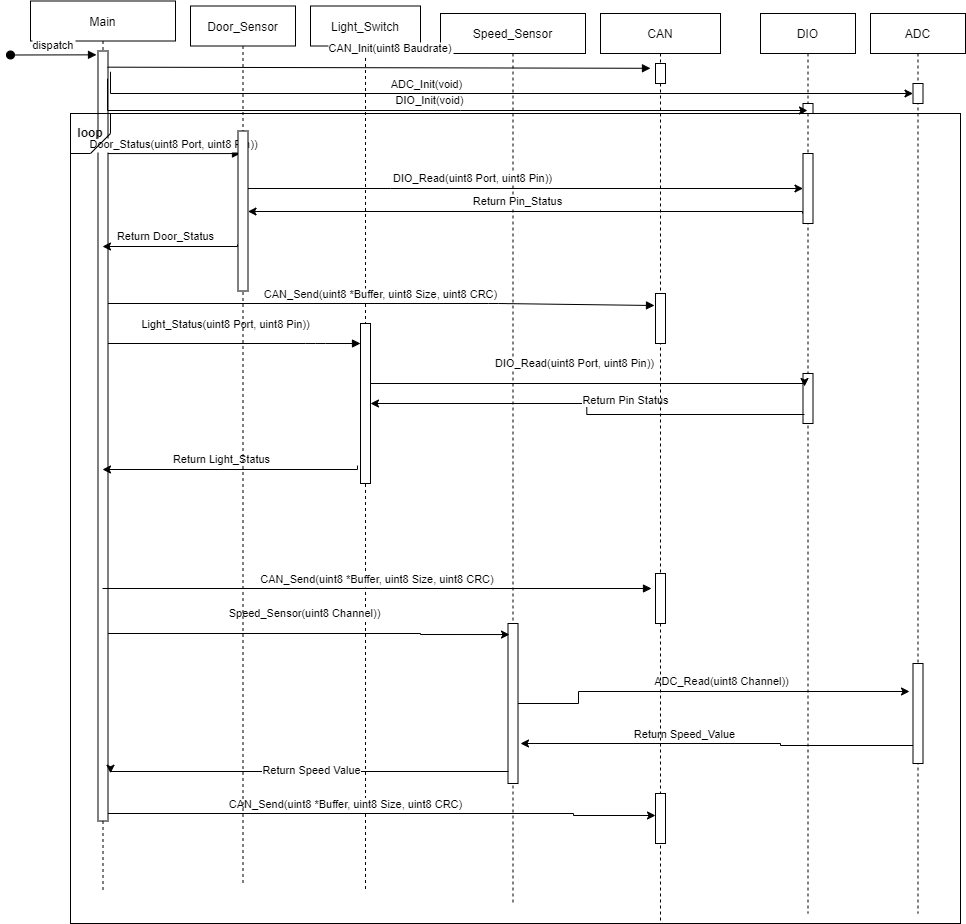 Main
Door_Sensor
Light_Switch
Speed_Sensor
CAN
DIO
ADC
dispatch
CAN_Init(uint8 Baudrate)
ADC_Init(void)
DIO_Init(void)
loop
Door_Status(uint8 Port, uint8 Pin))
DIO_Read(uint8 Port, uint8 Pin))
Return Pin_Status
Return Door_Status
CAN_Send(uint8 *Buffer, uint8 Size, uint8 CRC)
Light_Status(uint8 Port, uint8 Pin))
DIO_Read(uint8 Port, uint8 Pin))
Return Pin Status
Return Light_Status
CAN_Send(uint8 *Buffer, uint8 Size, uint8 CRC)
Speed_Sensor(uint8 Channel))
ADC_Read(uint8 Channel))
Return Speed_Value
Return Speed Value
CAN_Send(uint8 *Buffer, uint8 Size, uint8 CRC)